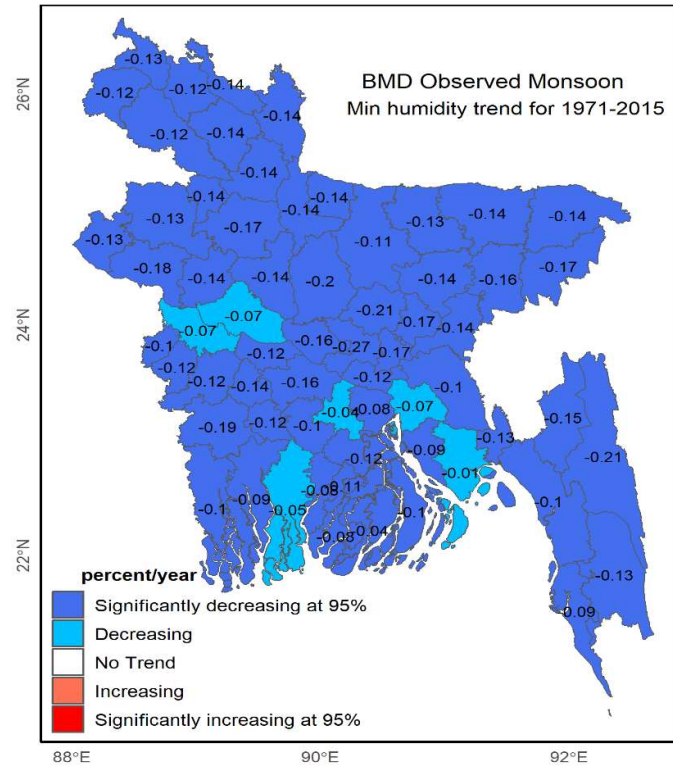 BMD Observed Monsoon
Min humidity trend for 1971-2015
26°N
24°N
22°N
-0.13
-0.12 -0.12 -0.14
-0.14
-0.12 -0.14
-0.14
-0.14 -0.14
-0.14
-0.13 -0.17 -0.13 -0.14 -0.14
-0.13 -0.11
-0.18 -0.14 -0.14 -0.2 -0.14 -0.16 -0.17
-0.07 -0.07 -0.21 -0.17 -0.14
-0.1 -0.12 -0.16 -0.27 -0.17
-0.12 -0.12 -0.14 -0.16 -0.12 -0.1
-0.04 -0.08 -0.07
-0.19 -0.12 -0.1 -0.13 -0.15
-0.12 -0.09 -0.01 -0.21
-0.1 -0.09 -0.05 -0.11 -0.1 -0.1
-0.08 -0.04
-0.13
-0.09
percent/year
Significantly decreasing at 95%
Decreasing
No Trend
Increasing
Significantly increasing at 95%
88°E 90°E 92°E